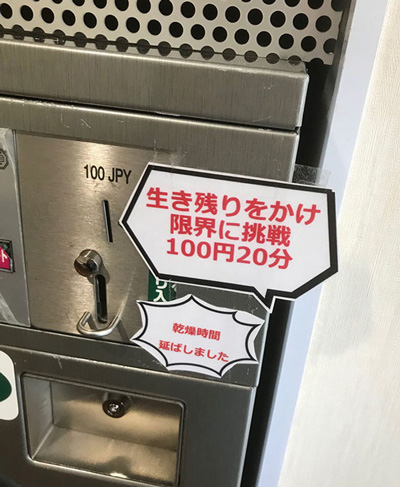 100 JPY
生き残りをかけ
限界に挑戦
100円20分
乾燥時間
延ばしました